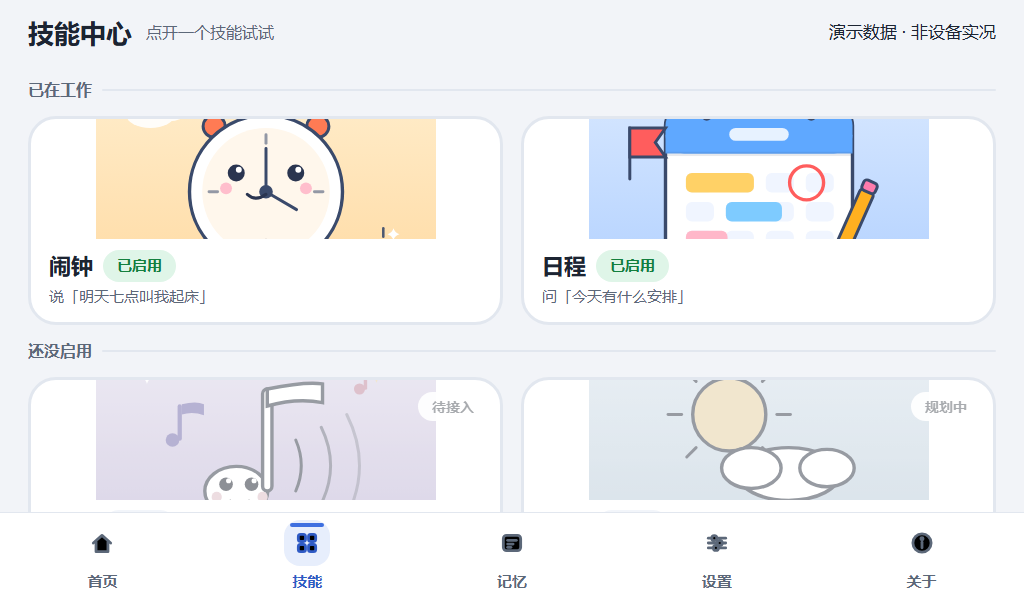 技能中心 点开一个技能试试 演示数据 · 非设备实况
已在工作
闹钟 已启用
说「明天七点叫我起床」
日程 已启用
问「今天有什么安排」
还没启用
待接入
规划中
首页 技能 记忆 设置 关于